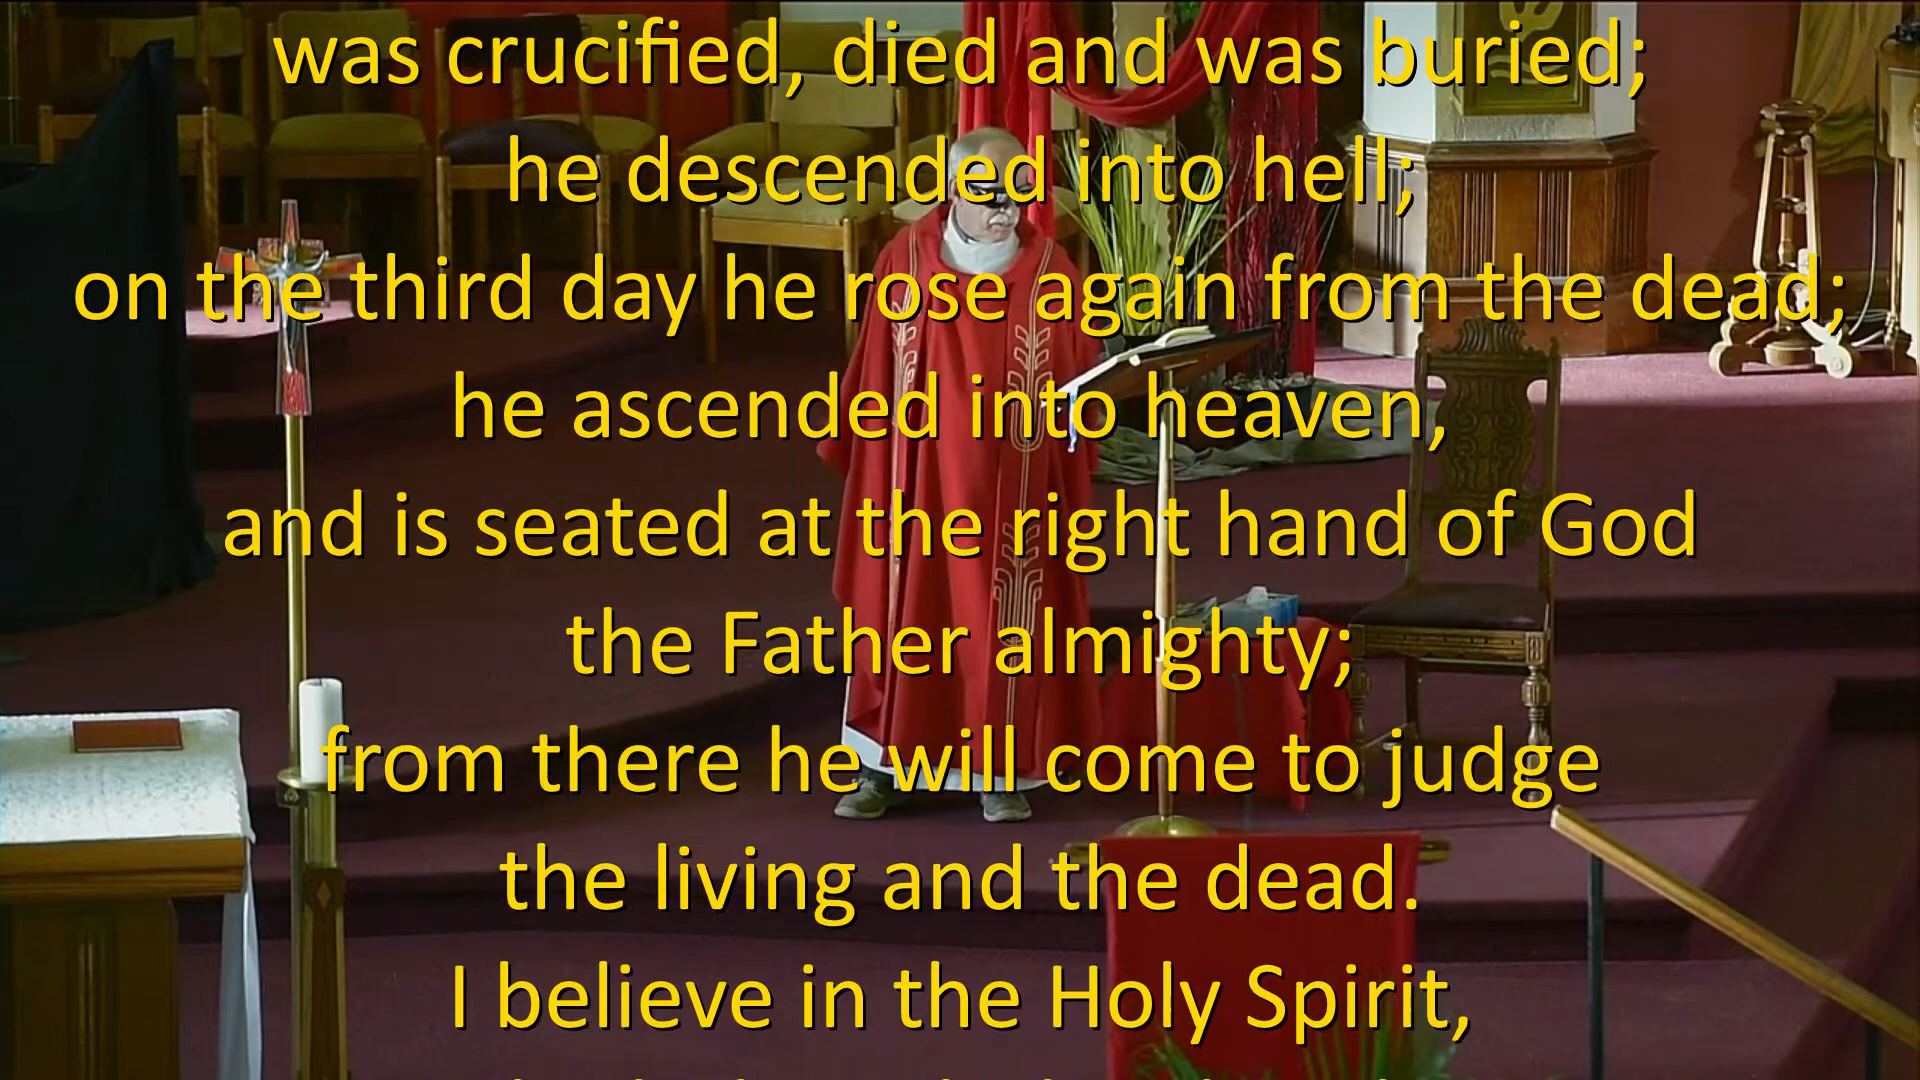 was crucified, died and was buried;
he descended into hell;
on the third day he rose again from the dead;
he ascended into heaven,
and is seated at the right hand of God
the Father almighty;
from there he will come to judge
the living and the dead.
I believe in the Holy Spirit,